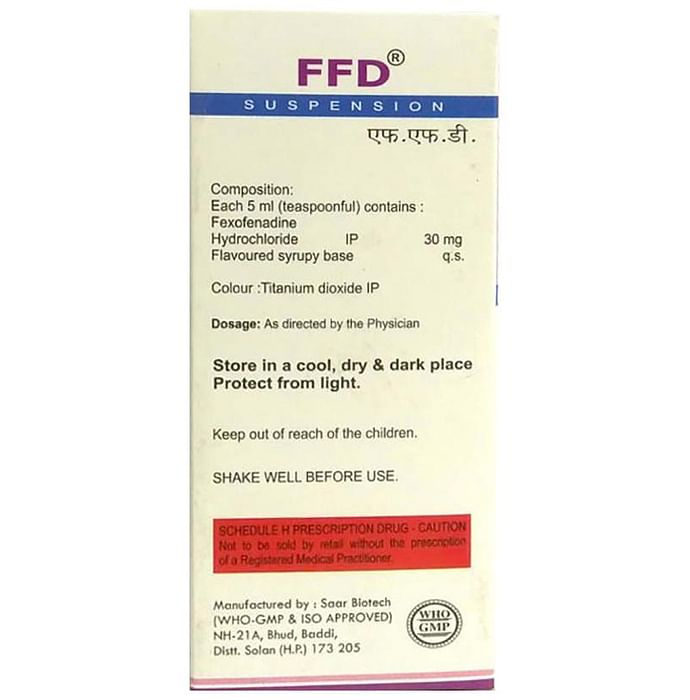 FFD®
SUSPENSION
एफ.एफ.डी.
Composition:
Each 5 ml (teaspoonful) contains :
Fexofenadine
Hydrochloride IP 30 mg
Flavoured syrupy base q.s.
Colour :Titanium dioxide IP
Dosage: As directed by the Physician
Store in a cool, dry & dark place
Protect from light.
Keep out of reach of the children.
SHAKE WELL BEFORE USE.
SCHEDULE H PRESCRIPTION DRUG - CAUTION
Not to be sold by retail without the prescription
of a Registered Medical Practitioner.
Manufactured by : Saar Biotech
(WHO-GMP & ISO APPROVED)
NH-21A, Bhud, Baddi,
Distt. Solan (H.P.) 173 205
WHO
GMP